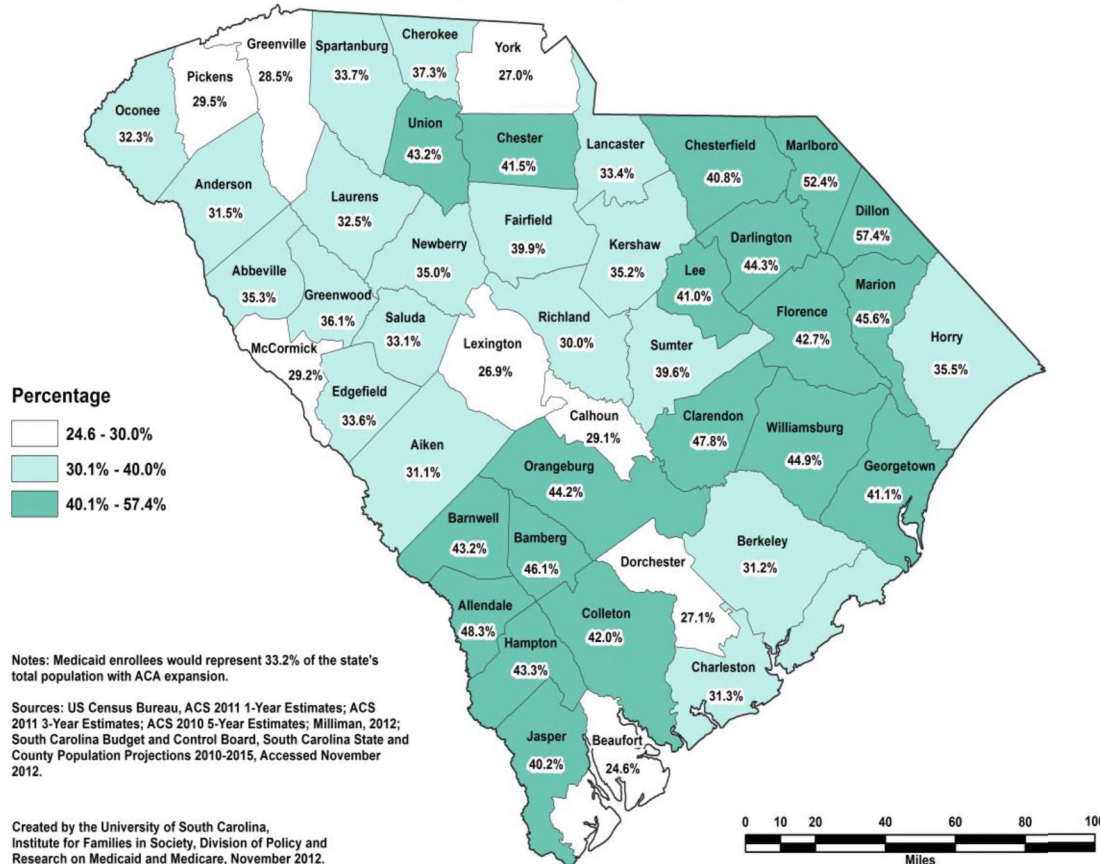 Cherokee
37.3%
Greenville
28.5%
Spartanburg
33.7%
York
27.0%
Pickens
29.5%
Oconee
32.3%
Union
43.2%
Chester
41.5%
Lancaster
33.4%
Chesterfield
40.8%
Marlboro
52.4%
Anderson
31.5%
Laurens
32.5%
Fairfield
39.9%
Dillon
57.4%
Newberry
35.0%
Kershaw
35.2%
Darlington
44.3%
Abbeville
35.3%
Lee
41.0%
Marion
45.6%
Greenwood
36.1%
Saluda
33.1%
Richland
30.0%
Florence
42.7%
Lexington
26.9%
Sumter
39.6%
Horry
35.5%
McCormick
29.2%
Edgefield
33.6%
Calhoun
29.1%
Clarendon
47.8%
Williamsburg
44.9%
Aiken
31.1%
Orangeburg
44.2%
Georgetown
41.1%
Barnwell
43.2%
Bamberg
46.1%
Berkeley
31.2%
Dorchester
27.1%
Allendale
48.3%
Colleton
42.0%
Hampton
43.3%
Charleston
31.3%
Jasper
40.2%
Beaufort
24.6%
Percentage
24.6 - 30.0%
30.1% - 40.0%
40.1% - 57.4%
Notes: Medicaid enrollees would represent 33.2% of the state's
total population with ACA expansion.
Sources: US Census Bureau, ACS 2011 1-Year Estimates; ACS
2011 3-Year Estimates; ACS 2010 5-Year Estimates; Milliman, 2012;
South Carolina Budget and Control Board, South Carolina State and
County Population Projections 2010-2015, Accessed November
2012.
Created by the University of South Carolina,
Institute for Families in Society, Division of Policy and
Research on Medicaid and Medicare, November 2012.
0 10 20 40 60 80 100
Miles